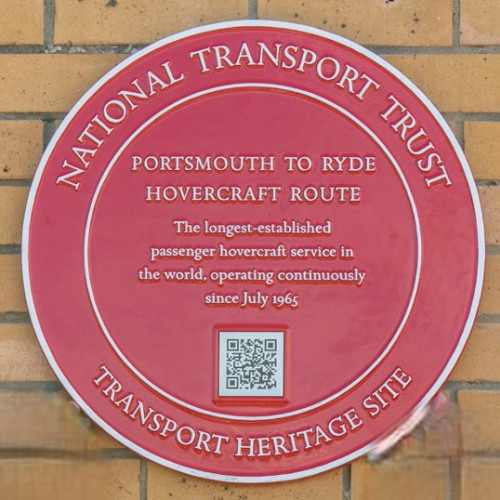 NATIONAL TRANSPORT TRUST
PORTSMOUTH TO RYDE
HOVERCRAFT ROUTE
The longest-established
passenger hovercraft service in
the world, operating continuously
since July 1965
TRANSPORT HERITAGE SITE